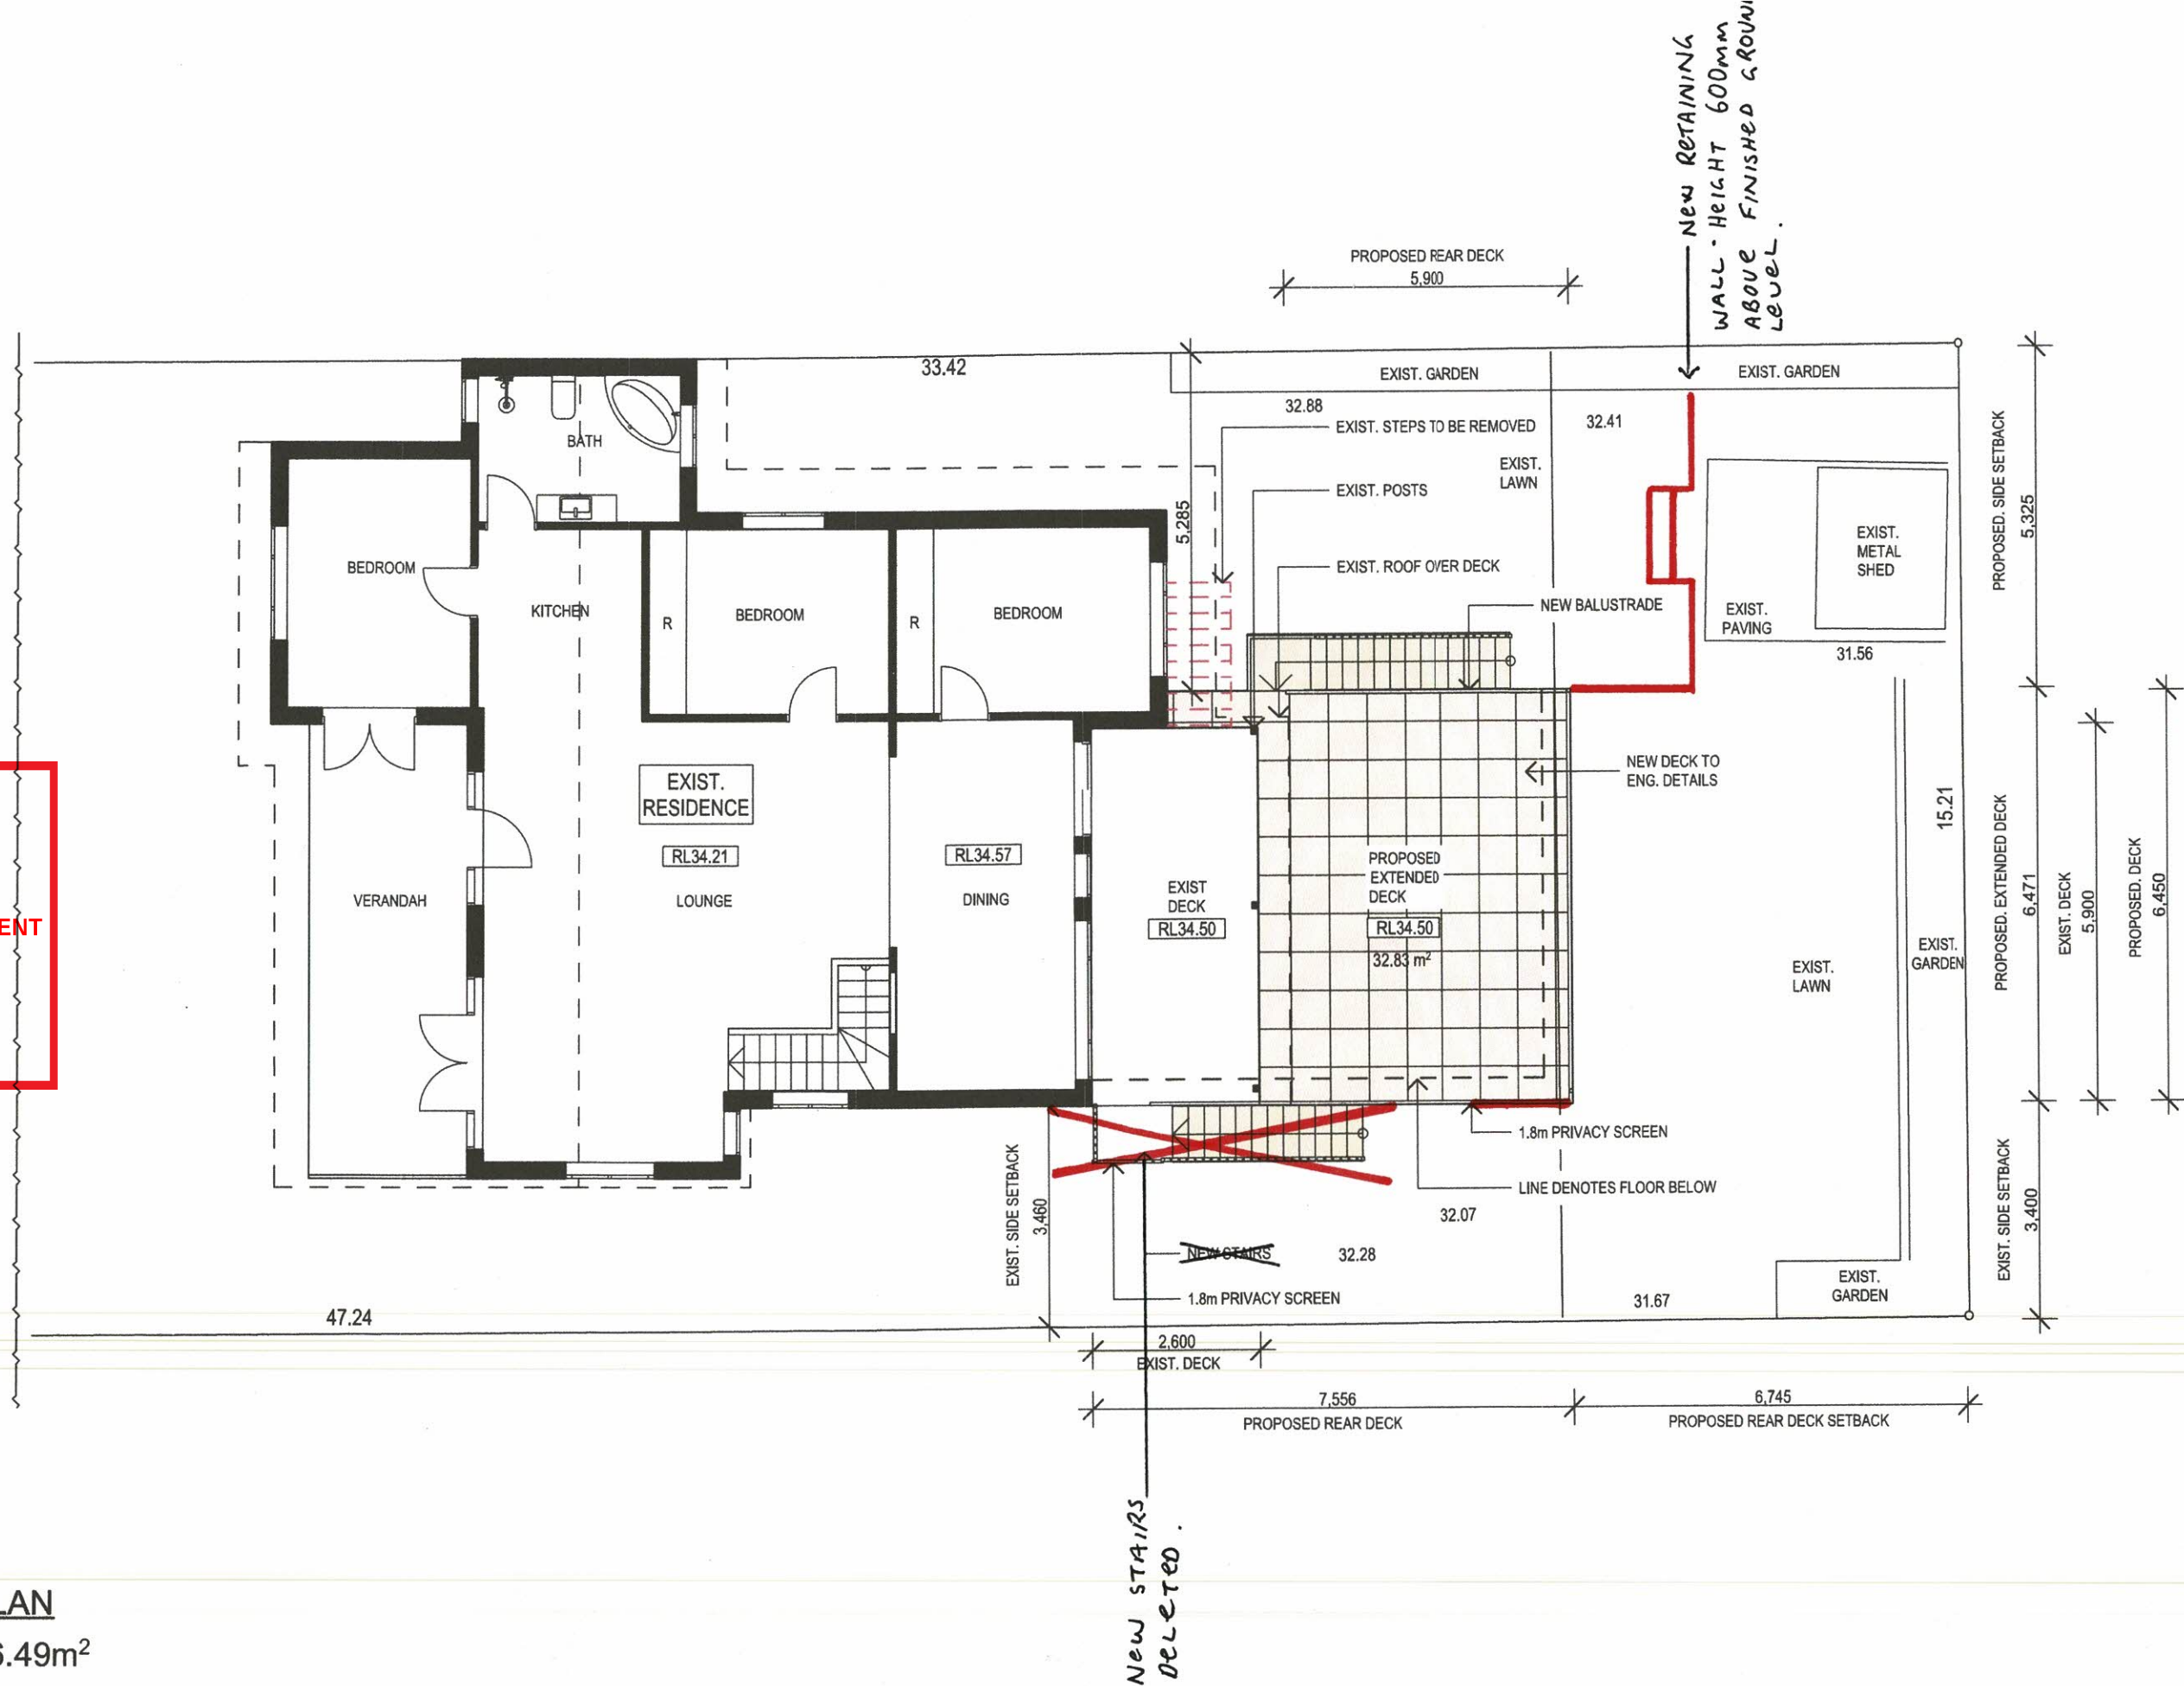 NEW RETAINING
WALL - HEIGHT 600MM
ABOVE FINISHED GROUN
LEVEL.
PROPOSED REAR DECK
5,900
33.42
EXIST. GARDEN
EXIST. GARDEN
32.88
32.41
EXIST. STEPS TO BE REMOVED
EXIST.
LAWN
EXIST. POSTS
5,285
EXIST. ROOF OVER DECK
NEW BALUSTRADE
EXIST.
METAL
SHED
EXIST.
PAVING
31.56
PROPOSED. SIDE SETBACK
5,325
BATH
BEDROOM
KITCHEN
R
BEDROOM
R
BEDROOM
EXIST.
RESIDENCE
RL34.21
LOUNGE
RL34.57
DINING
VERANDAH
ENT
EXIST
DECK
RL34.50
PROPOSED
EXTENDED
DECK
RL34.50
32.83 m²
NEW DECK TO
ENG. DETAILS
15.21
EXIST.
LAWN
EXIST.
GARDEN
PROPOSED. EXTENDED DECK
6,471
EXIST. DECK
5,900
PROPOSED. DECK
6,450
1.8m PRIVACY SCREEN
LINE DENOTES FLOOR BELOW
32.07
EXIST. SIDE SETBACK
3,460
NEW STAIRS
32.28
1.8m PRIVACY SCREEN
31.67
EXIST.
GARDEN
EXIST. SIDE SETBACK
3,400
47.24
2,600
EXIST. DECK
7,556
PROPOSED REAR DECK
6,745
PROPOSED REAR DECK SETBACK
NEW STAIRS
DELETED.
LAN
6.49m²